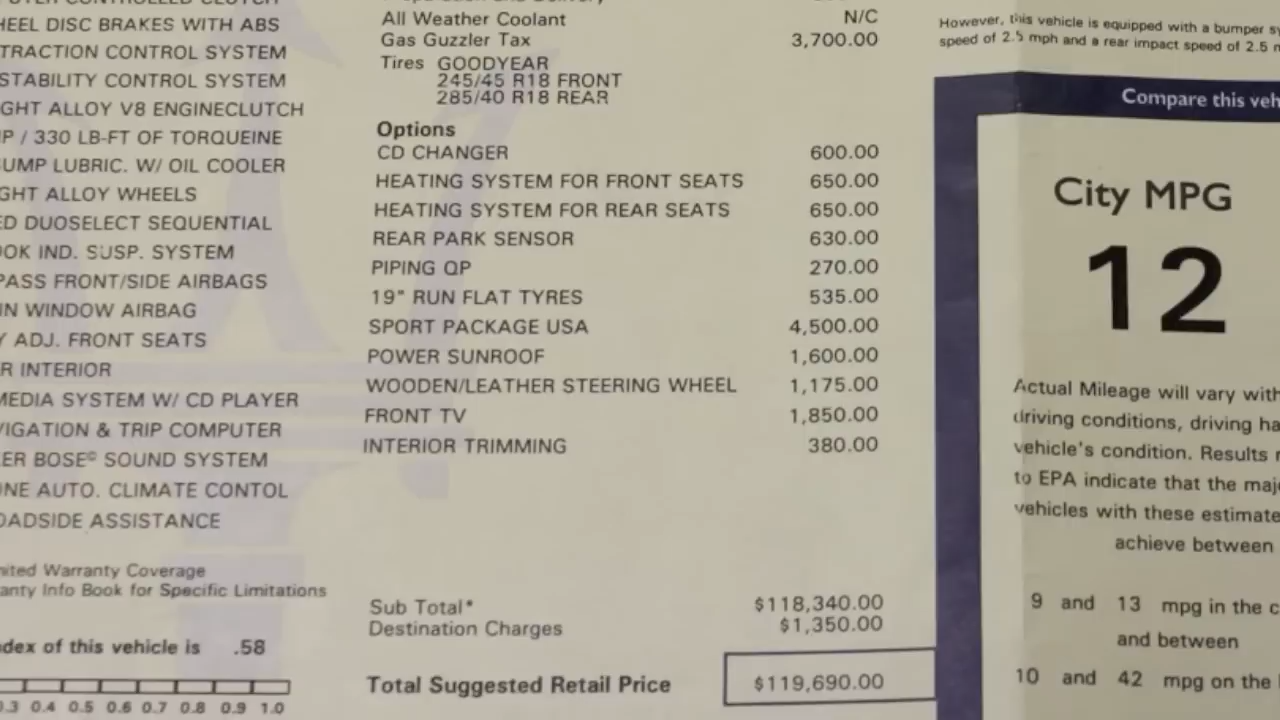 HEEL DISC BRAKES WITH ABS
TRACTION CONTROL SYSTEM
STABILITY CONTROL SYSTEM
GHT ALLOY V8 ENGINECLUTCH
IP / 330 LB-FT OF TORQUEINE
SUMP LUBRIC. W/ OIL COOLER
GHT ALLOY WHEELS
ED DUOSELECT SEQUENTIAL
OOK IND. SUSP. SYSTEM
PASS FRONT/SIDE AIRBAGS
IN WINDOW AIRBAG
Y ADJ. FRONT SEATS
R INTERIOR
MEDIA SYSTEM W/ CD PLAYER
VIGATION & TRIP COMPUTER
KER BOSE© SOUND SYSTEM
ONE AUTO. CLIMATE CONTOL
OADSIDE ASSISTANCE
mited Warranty Coverage
anty Info Book for Specific Limitations
ndex of this vehicle is .58
0.3 0.4 0.5 0.6 0.7 0.8 0.9 1.0
All Weather Coolant N/C
Gas Guzzler Tax 3,700.00
Tires GOODYEAR
245/45 R18 FRONT
285/40 R18 REAR
Options
CD CHANGER 600.00
HEATING SYSTEM FOR FRONT SEATS 650.00
HEATING SYSTEM FOR REAR SEATS 650.00
REAR PARK SENSOR 630.00
PIPING QP 270.00
19" RUN FLAT TYRES 535.00
SPORT PACKAGE USA 4,500.00
POWER SUNROOF 1,600.00
WOODEN/LEATHER STEERING WHEEL 1,175.00
FRONT TV 1,850.00
INTERIOR TRIMMING 380.00
Sub Total* $118,340.00
Destination Charges $1,350.00
Total Suggested Retail Price $119,690.00
However, this vehicle is equipped with a bumper sy
speed of 2.5 mph and a rear impact speed of 2.5 m
Compare this veh
City MPG
12
Actual Mileage will vary with
driving conditions, driving ha
vehicle's condition. Results r
to EPA indicate that the maj
vehicles with these estimate
achieve between
9 and 13 mpg in the c
and between
10 and 42 mpg on the